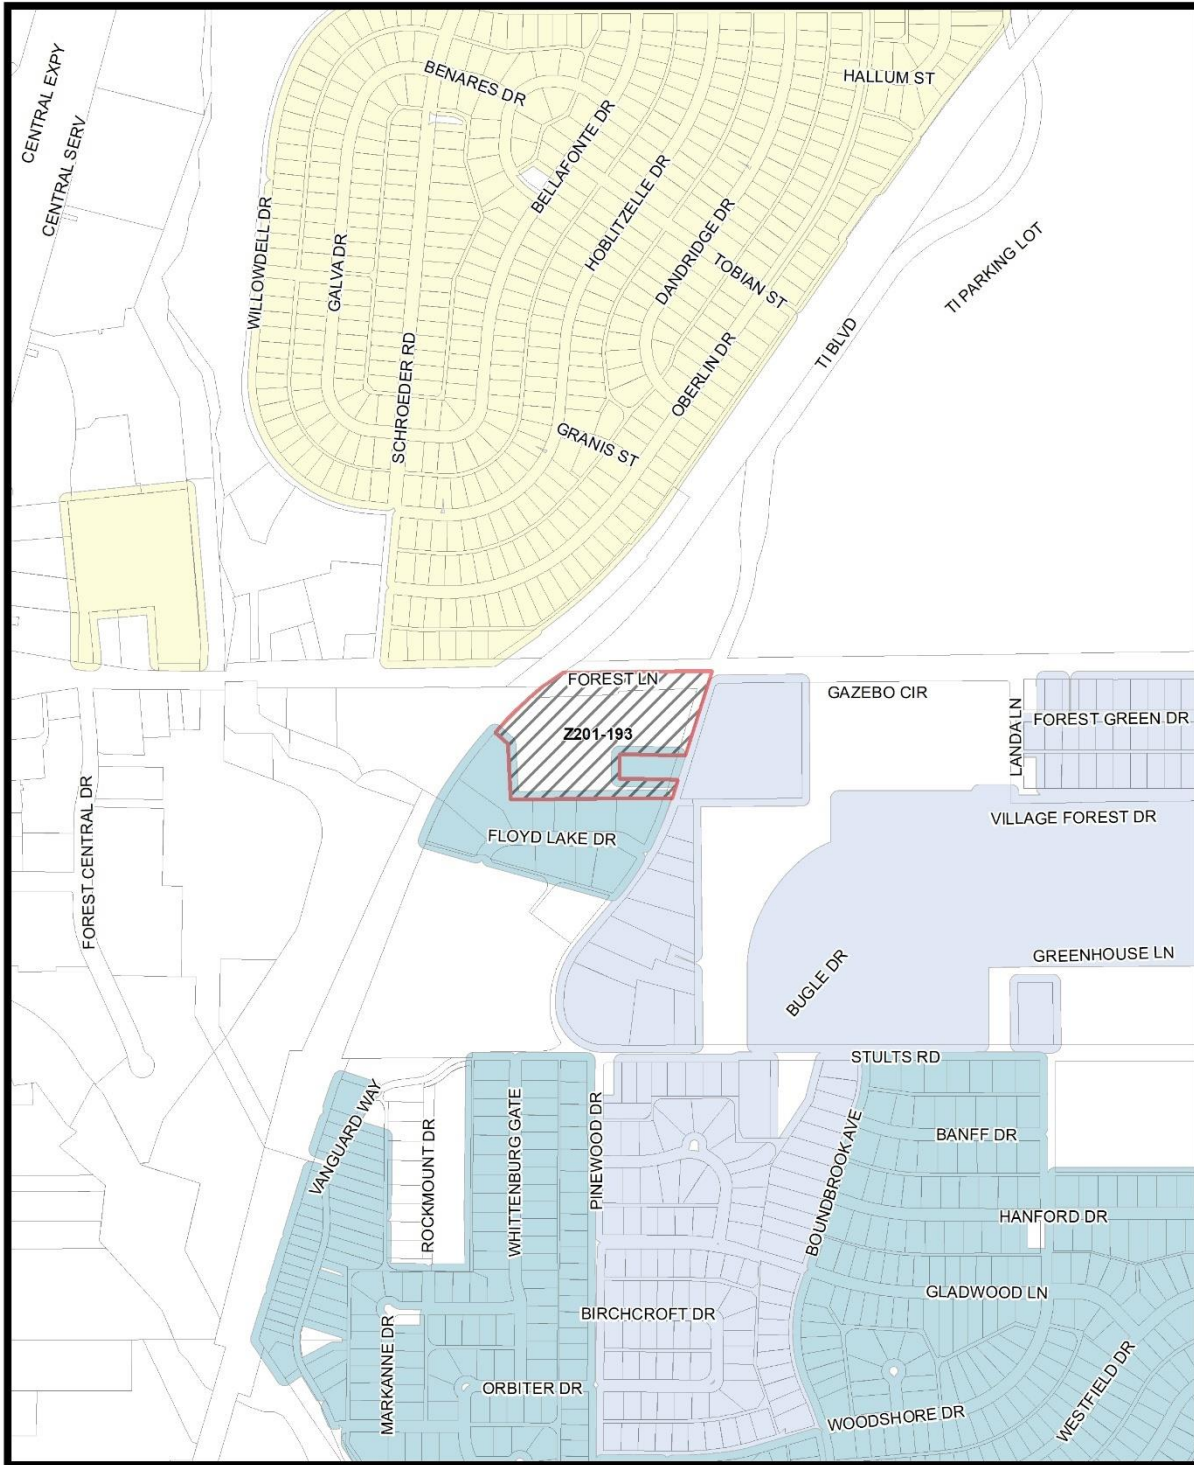 CENTRAL EXPY
CENTRAL SERV
BENARES DR
HALLUM ST
BELLAFONTE DR
HOBLITZELLE DR
WILLOWDELL DR
GALVA DR
DANDRIDGE DR
TOBIAN ST
TI PARKING LOT
SCHROEDER RD
OBERLIN DR
TI BLVD
GRANIS ST
FOREST LN
GAZEBO CIR
LANDA LN
FOREST GREEN DR
Z201-193
FOREST CENTRAL DR
FLOYD LAKE DR
VILLAGE FOREST DR
BUGLE DR
GREENHOUSE LN
STULTS RD
VANGUARD WAY
ROCKMOUNT DR
WHITTENBURG GATE
PINEWOOD DR
BOUNDBROOK AVE
BANFF DR
HANFORD DR
GLADWOOD LN
BIRCHCROFT DR
MARKANNE DR
ORBITER DR
WOODSHORE DR
WESTFIELD DR